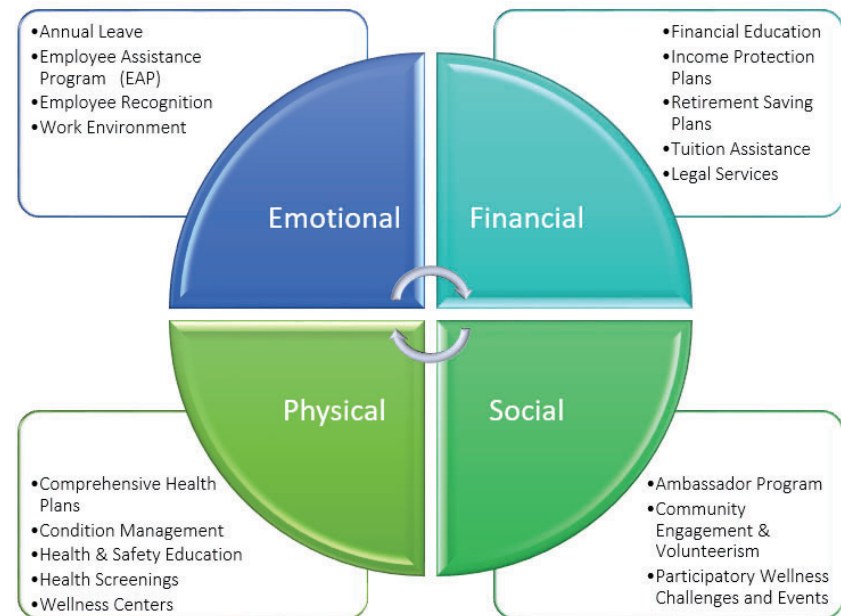 •Annual Leave
•Employee Assistance
Program (EAP)
•Employee Recognition
•Work Environment
•Financial Education
•Income Protection
Plans
•Retirement Saving
Plans
•Tuition Assistance
•Legal Services
Emotional
Financial
Physical
Social
•Comprehensive Health
Plans
•Condition Management
•Health & Safety Education
•Health Screenings
•Wellness Centers
•Ambassador Program
•Community
Engagement &
Volunteerism
•Participatory Wellness
Challenges and Events